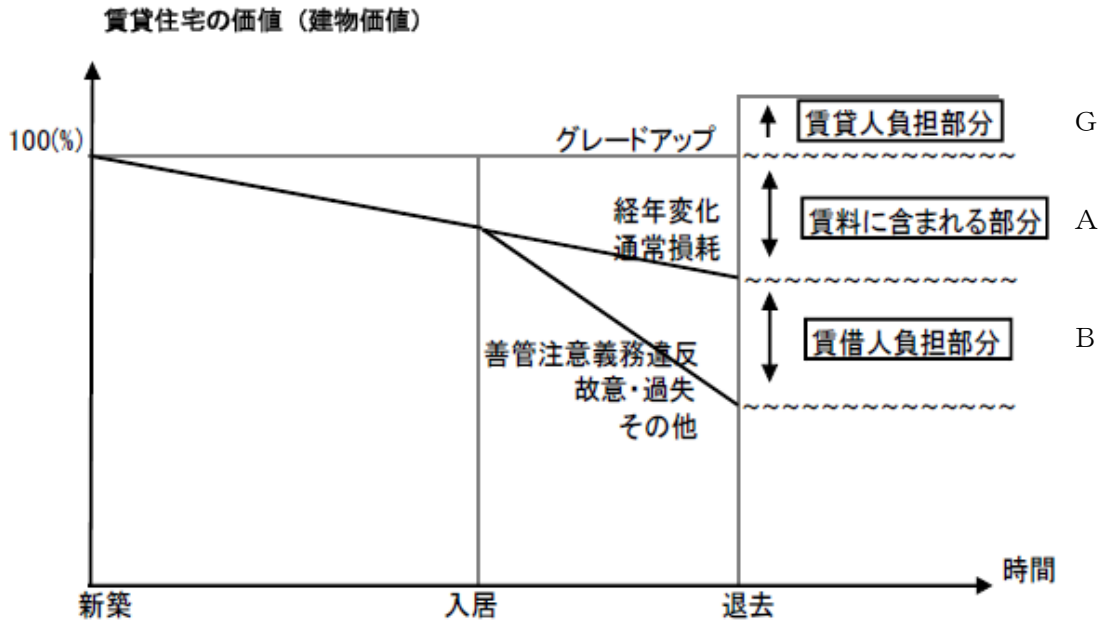 賃貸住宅の価値（建物価値）
100(%)
グレードアップ
賃貸人負担部分
G
~~~~~~~~~~~~~~
経年変化
通常損耗
賃料に含まれる部分
A
~~~~~~~~~~~~~~
善管注意義務違反
故意・過失
その他
賃借人負担部分
B
~~~~~~~~~~~~~~
時間
新築
入居
退去